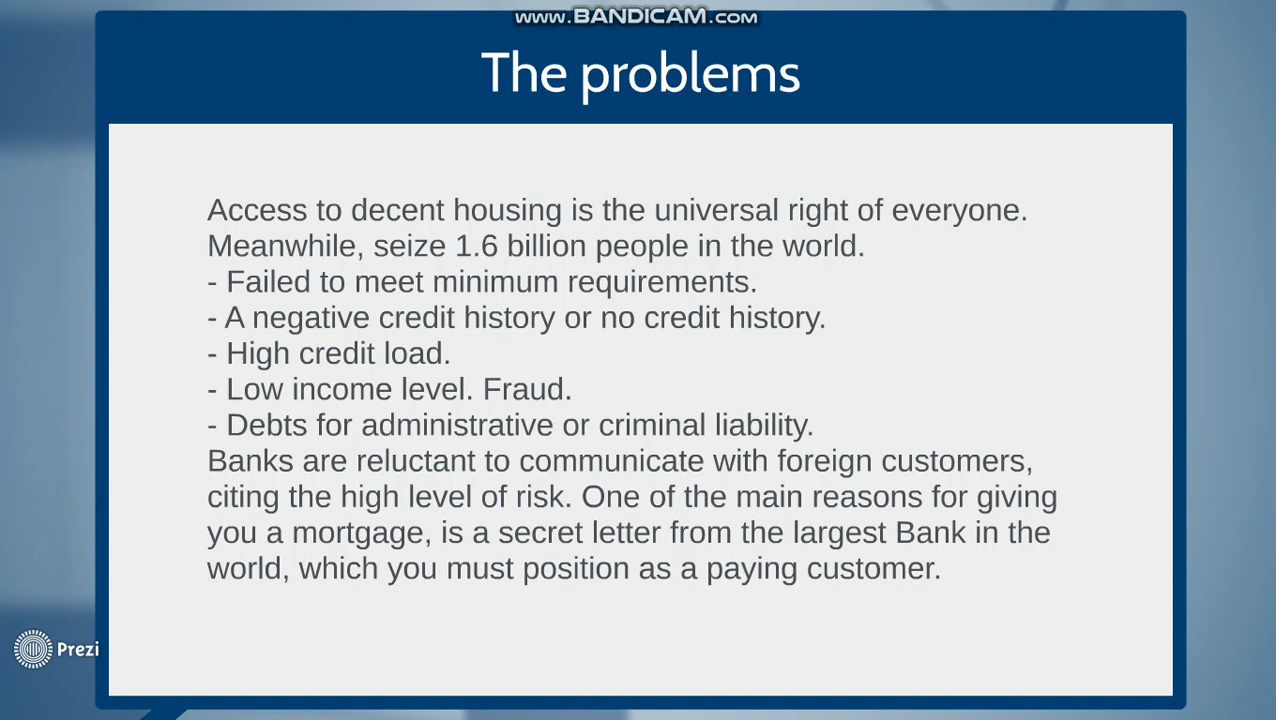 www.BANDICAM.com
The problems
Access to decent housing is the universal right of everyone.
Meanwhile, seize 1.6 billion people in the world.
- Failed to meet minimum requirements.
- A negative credit history or no credit history.
- High credit load.
- Low income level. Fraud.
- Debts for administrative or criminal liability.
Banks are reluctant to communicate with foreign customers,
citing the high level of risk. One of the main reasons for giving
you a mortgage, is a secret letter from the largest Bank in the
world, which you must position as a paying customer.
Prezi